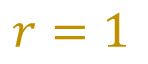 r = 1